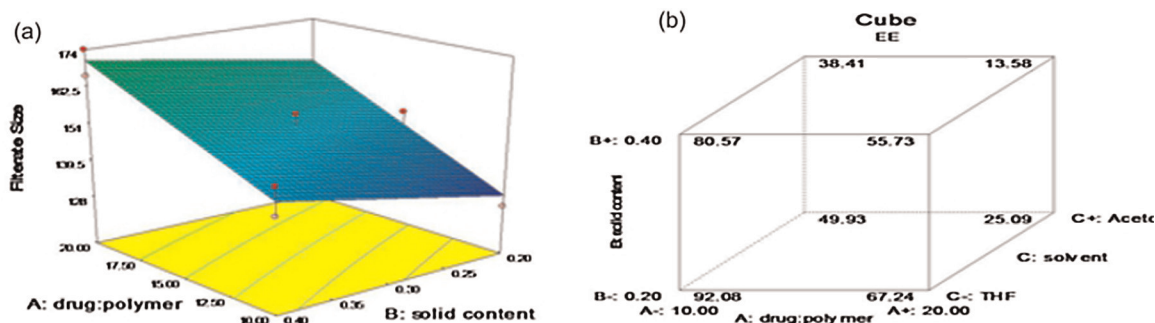 (a)
174
162.5
151
139.5
128
Filterate Size
20.00
17.50
15.00
12.50
10.00
A: drug:polymer
0.20
0.25
0.30
0.35
0.40
B: solid content
(b)
Cube
EE
38.41 13.58
B+: 0.40 80.57 55.73
49.93 25.09 C+: Aceto
C: solvent
B-: 0.20 92.08 67.24 C-: THF
A-: 10.00 A+: 20.00
A: drug:polymer